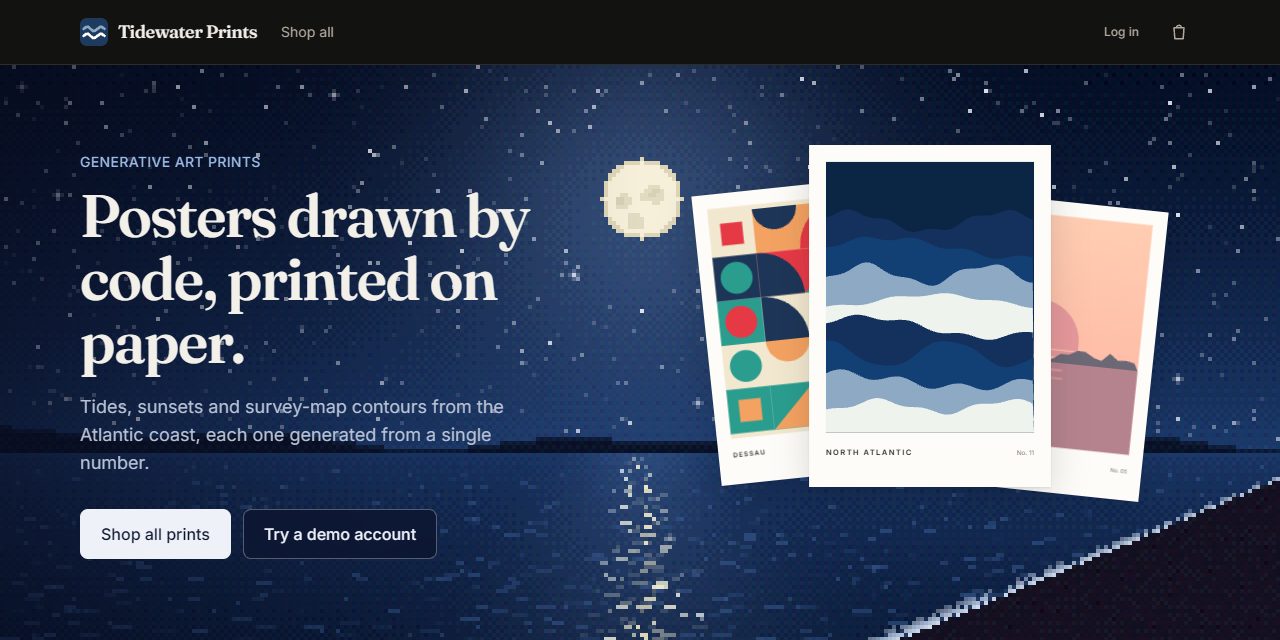 Tidewater Prints
Shop all
Log in
GENERATIVE ART PRINTS
Posters drawn by
code, printed on
paper.
Tides, sunsets and survey-map contours from the
Atlantic coast, each one generated from a single
number.
Shop all prints
Try a demo account
DESSAU
NORTH ATLANTIC
No. 11
No. 05